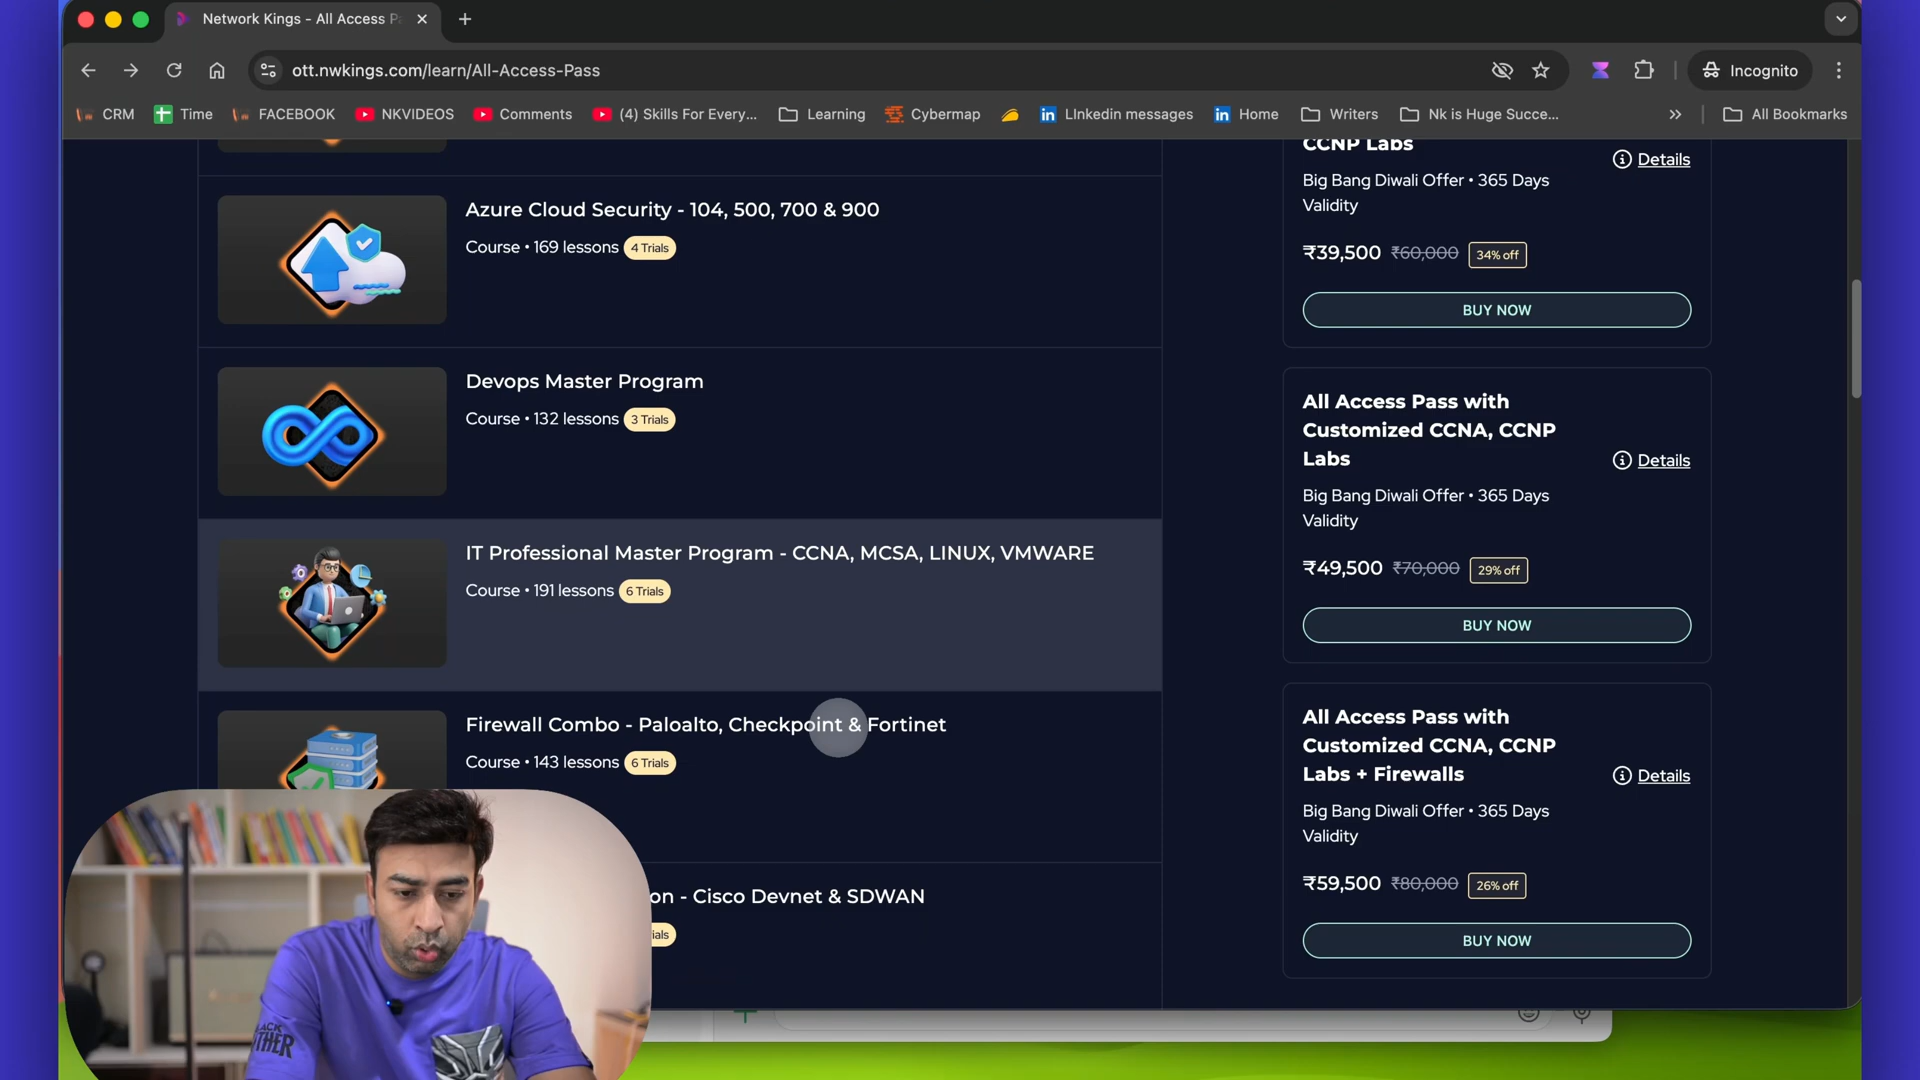 Network Kings - All Access P
ott.nwkings.com/learn/All-Access-Pass
Incognito
CRM
Time
FACEBOOK
NKVIDEOS
Comments
(4) Skills For Every...
Learning
Cybermap
LInkedin messages
Home
Writers
Nk is Huge Succe...
All Bookmarks
Azure Cloud Security - 104, 500, 700 & 900
Course • 169 lessons 4 Trials
Devops Master Program
Course • 132 lessons 3 Trials
IT Professional Master Program - CCNA, MCSA, LINUX, VMWARE
Course • 191 lessons 6 Trials
Firewall Combo - Paloalto, Checkpoint & Fortinet
Course • 143 lessons 6 Trials
on - Cisco Devnet & SDWAN
ials
CCNP Labs
Details
Big Bang Diwali Offer • 365 Days
Validity
₹39,500 ₹60,000 34% off
BUY NOW
All Access Pass with
Customized CCNA, CCNP
Labs
Details
Big Bang Diwali Offer • 365 Days
Validity
₹49,500 ₹70,000 29% off
BUY NOW
All Access Pass with
Customized CCNA, CCNP
Labs + Firewalls
Details
Big Bang Diwali Offer • 365 Days
Validity
₹59,500 ₹80,000 26% off
BUY NOW